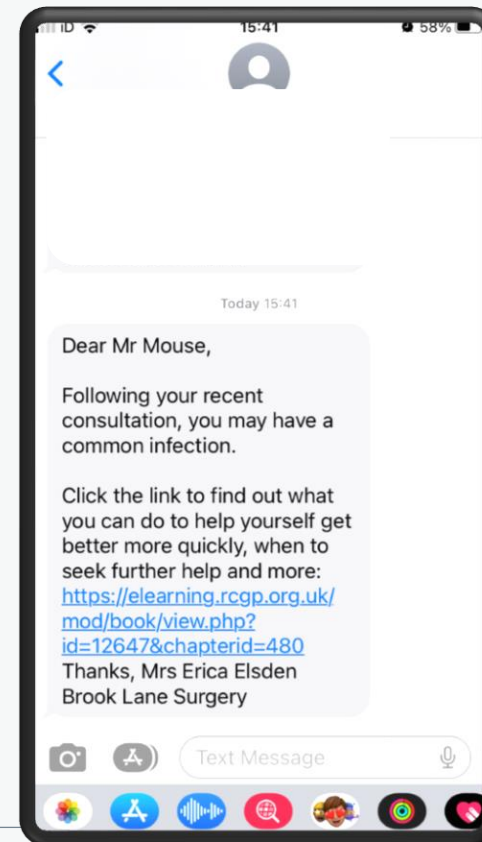 iD 15:41 58%
Today 15:41
Dear Mr Mouse,
Following your recent
consultation, you may have a
common infection.
Click the link to find out what
you can do to help yourself get
better more quickly, when to
seek further help and more:
https://elearning.rcgp.org.uk/
mod/book/view.php?
id=12647&chapterid=480
Thanks, Mrs Erica Elsden
Brook Lane Surgery
Text Message